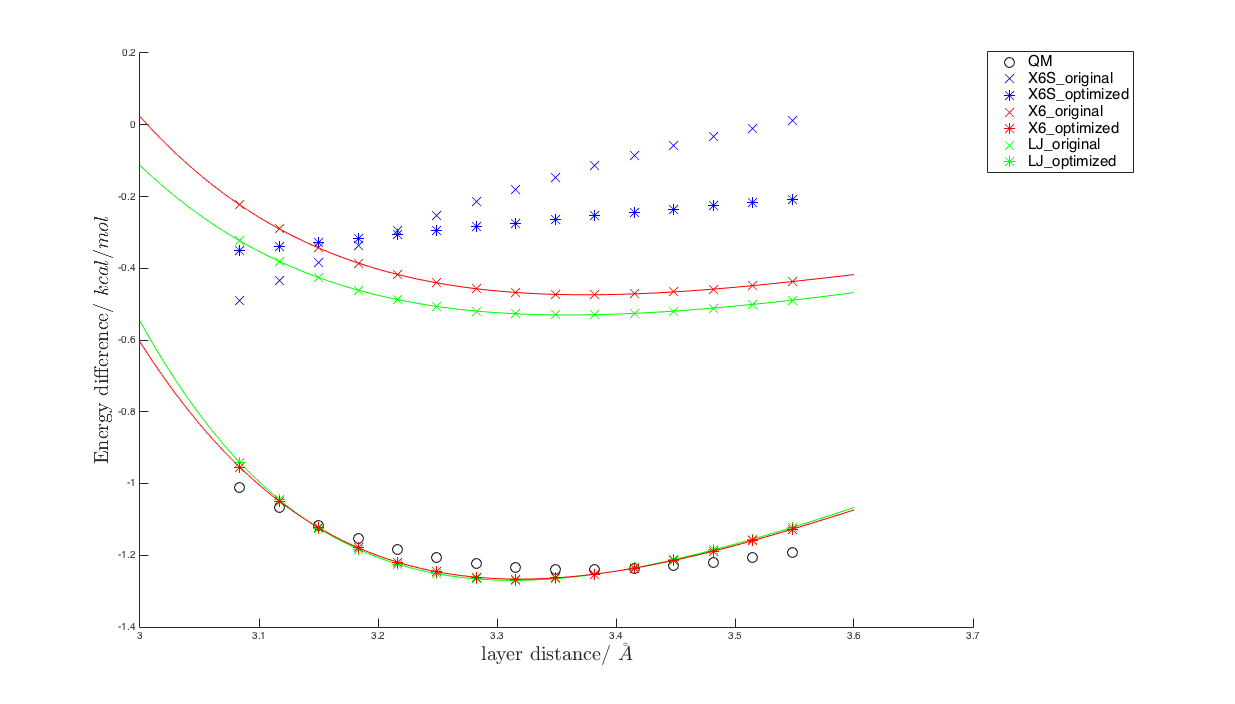 0.2
0
-0.2
-0.4
-0.6
-0.8
-1
-1.2
-1.4
Energy difference/ kcal/mol
3
3.1
3.2
3.3
3.4
3.5
3.6
3.7
layer distance/ Å
QM
X6S_original
X6S_optimized
X6_original
X6_optimized
LJ_original
LJ_optimized